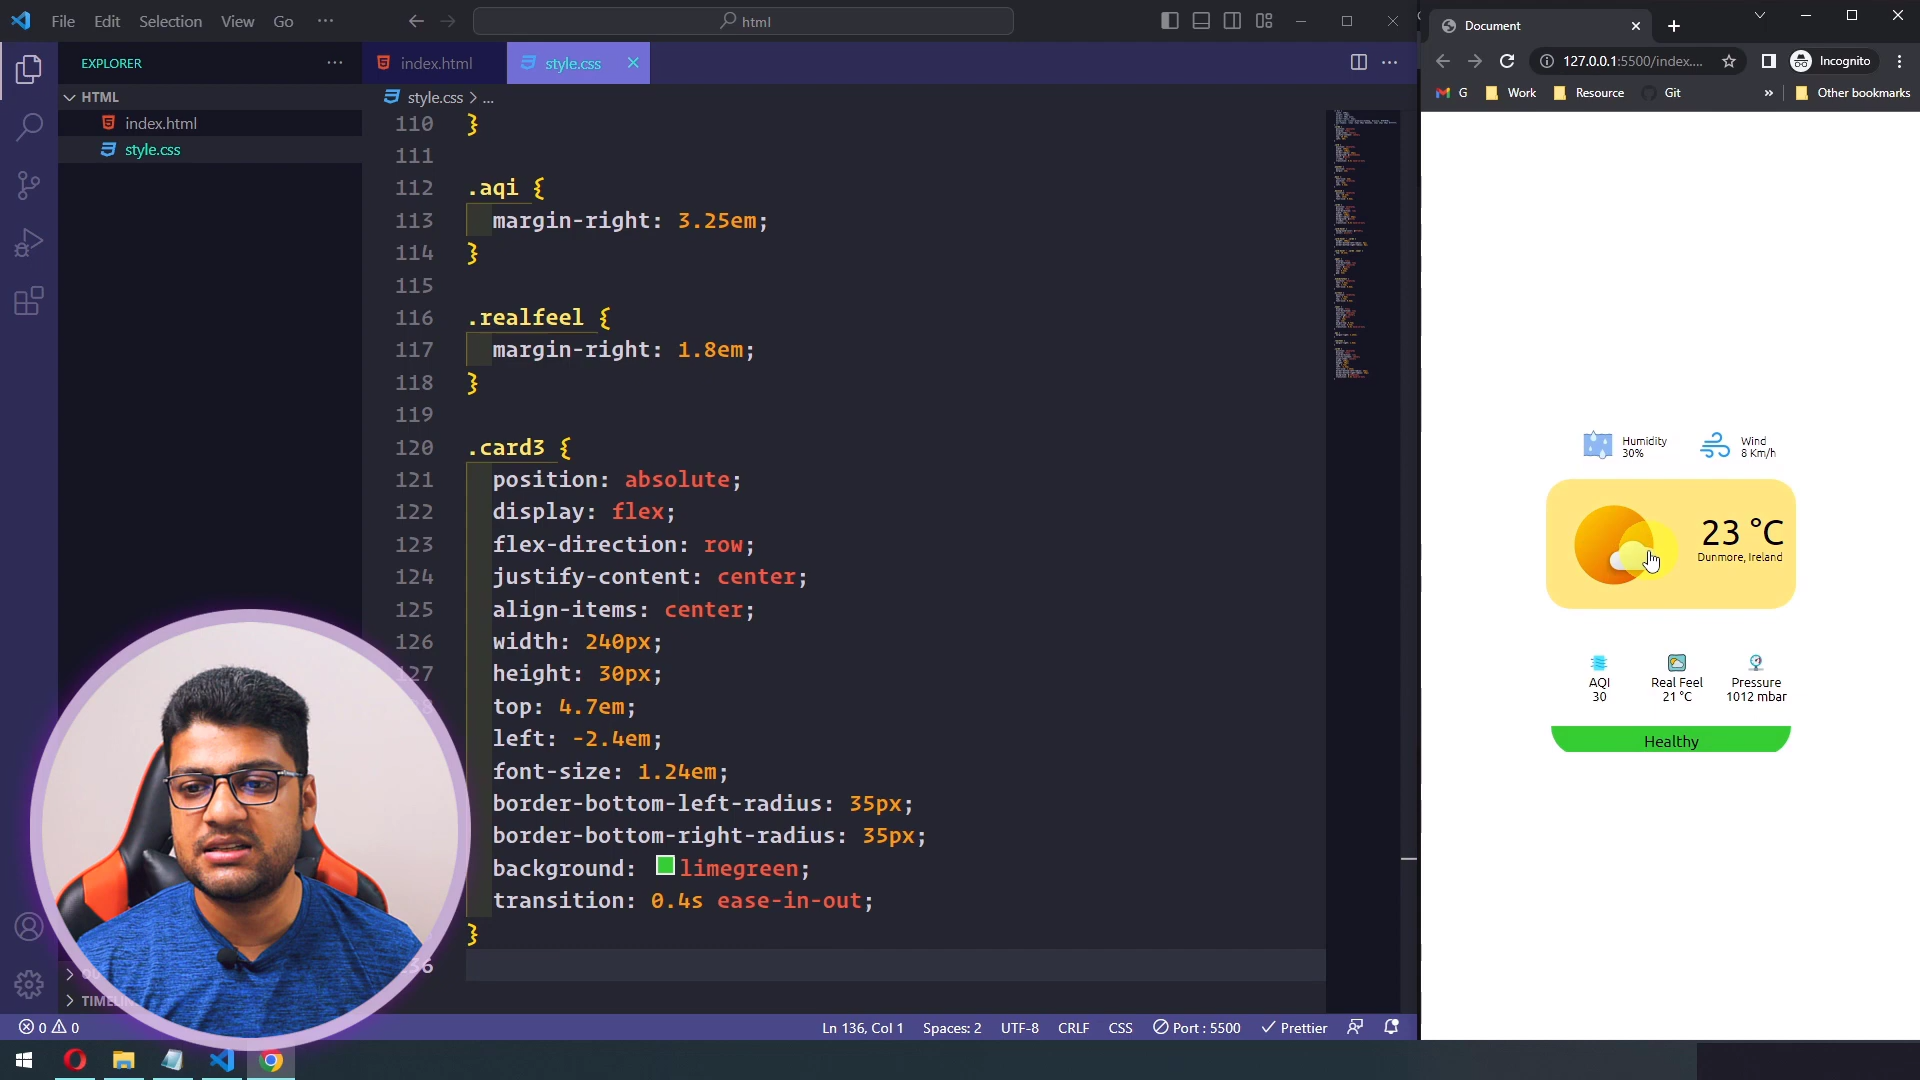 File Edit Selection View Go ...
html
EXPLORER
HTML
index.html
style.css
TIMELIN
index.html
style.css
style.css > ...
110 }
111
112 .aqi {
113 margin-right: 3.25em;
114 }
115
116 .realfeel {
117 margin-right: 1.8em;
118 }
119
120 .card3 {
121 position: absolute;
122 display: flex;
123 flex-direction: row;
124 justify-content: center;
125 align-items: center;
126 width: 240px;
127 height: 30px;
top: 4.7em;
left: -2.4em;
font-size: 1.24em;
border-bottom-left-radius: 35px;
border-bottom-right-radius: 35px;
background: limegreen;
transition: 0.4s ease-in-out;
}
0 0
Ln 136, Col 1 Spaces: 2 UTF-8 CRLF CSS Port : 5500 Prettier
Document
127.0.0.1:5500/index.... Incognito
G Work Resource Git » Other bookmarks
Humidity
30%
Wind
8 Km/h
23 °C
Dunmore, Ireland
AQI
30
Real Feel
21 °C
Pressure
1012 mbar
Healthy